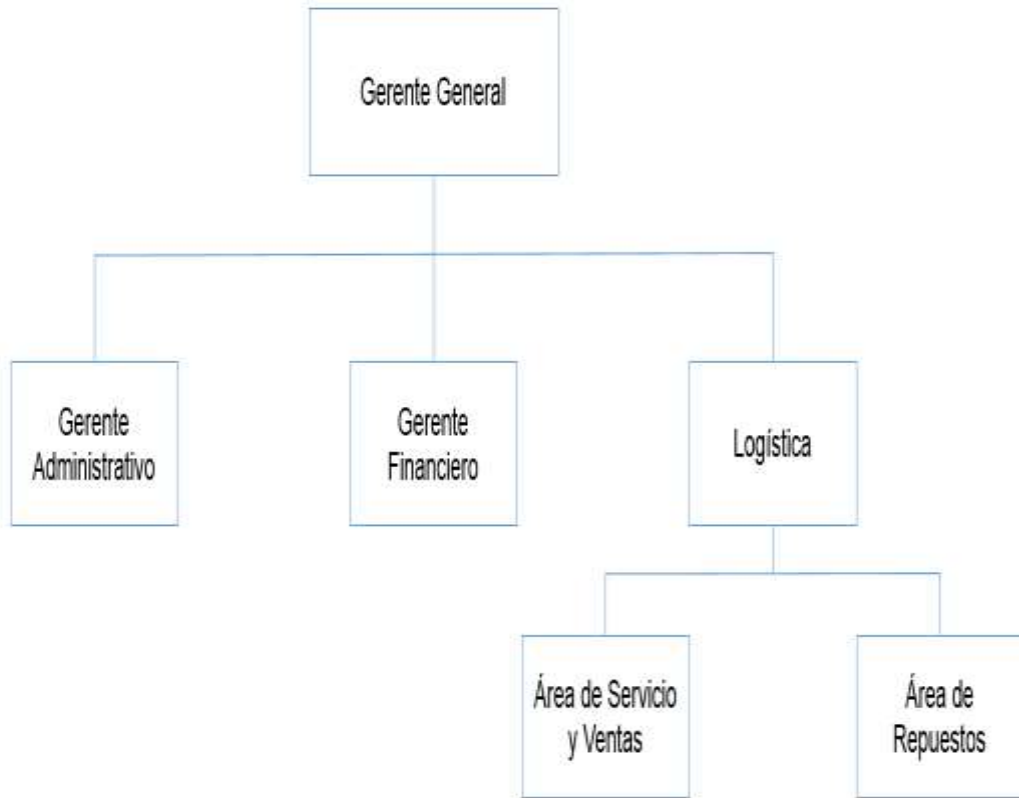 Gerente General
Gerente
Administrativo
Gerente
Financiero
Logística
Área de Servicio
y Ventas
Área de
Repuestos